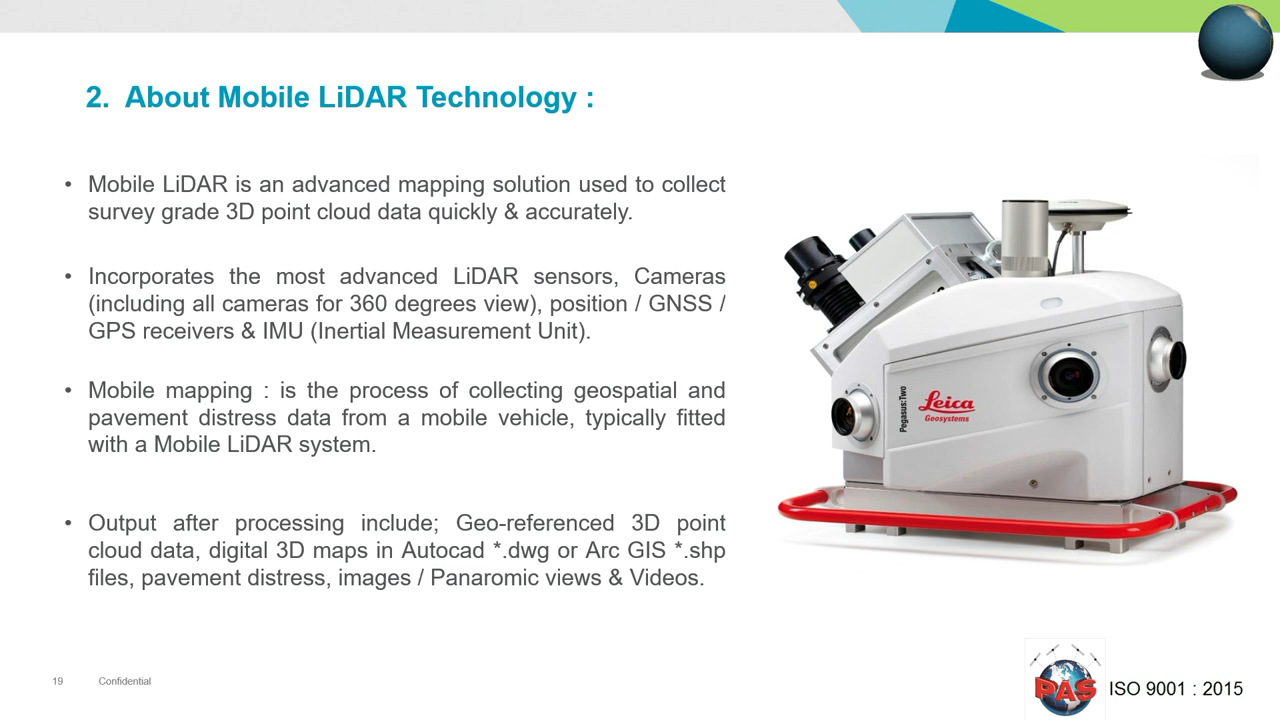 2. About Mobile LiDAR Technology :
• Mobile LiDAR is an advanced mapping solution used to collect
survey grade 3D point cloud data quickly & accurately.
• Incorporates the most advanced LiDAR sensors, Cameras
(including all cameras for 360 degrees view), position / GNSS /
GPS receivers & IMU (Inertial Measurement Unit).
• Mobile mapping : is the process of collecting geospatial and
pavement distress data from a mobile vehicle, typically fitted
with a Mobile LiDAR system.
• Output after processing include; Geo-referenced 3D point
cloud data, digital 3D maps in Autocad *.dwg or Arc GIS *.shp
files, pavement distress, images / Panaromic views & Videos.
Pegasus:Two
Leica
Geosystems
19 Confidential
PAS
ISO 9001 : 2015